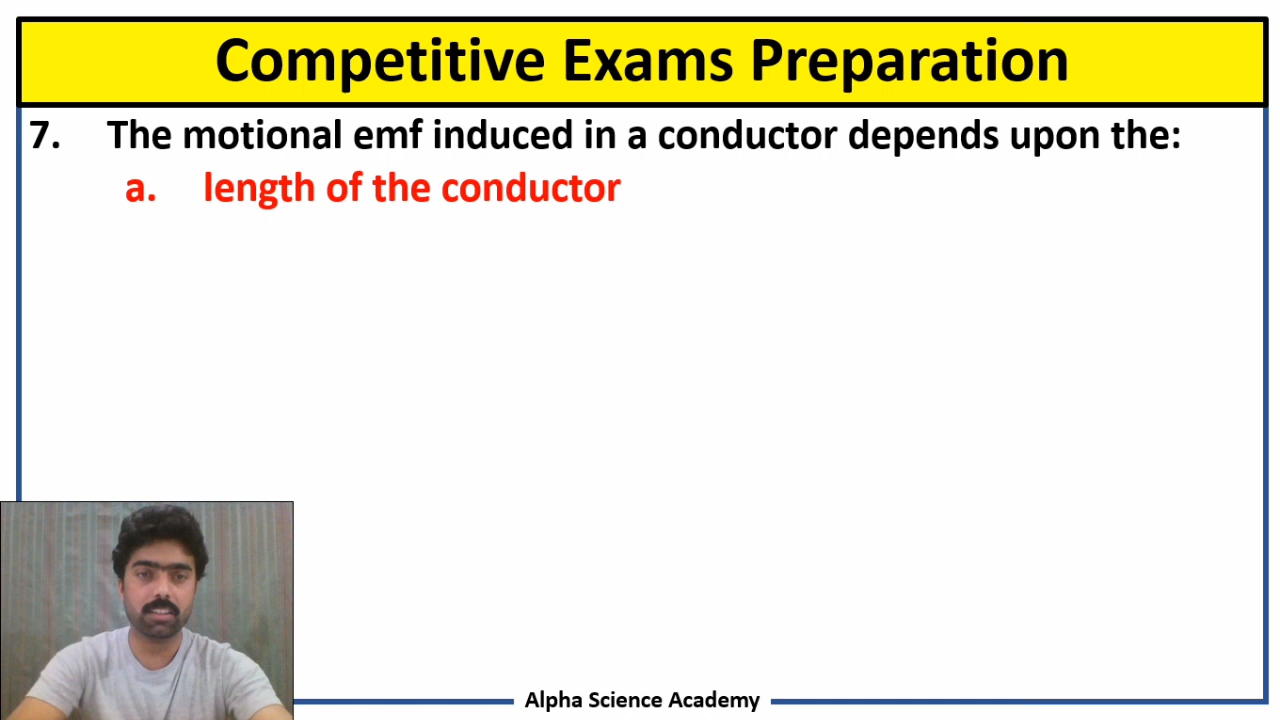 Competitive Exams Preparation
7. The motional emf induced in a conductor depends upon the:
a. length of the conductor
Alpha Science Academy